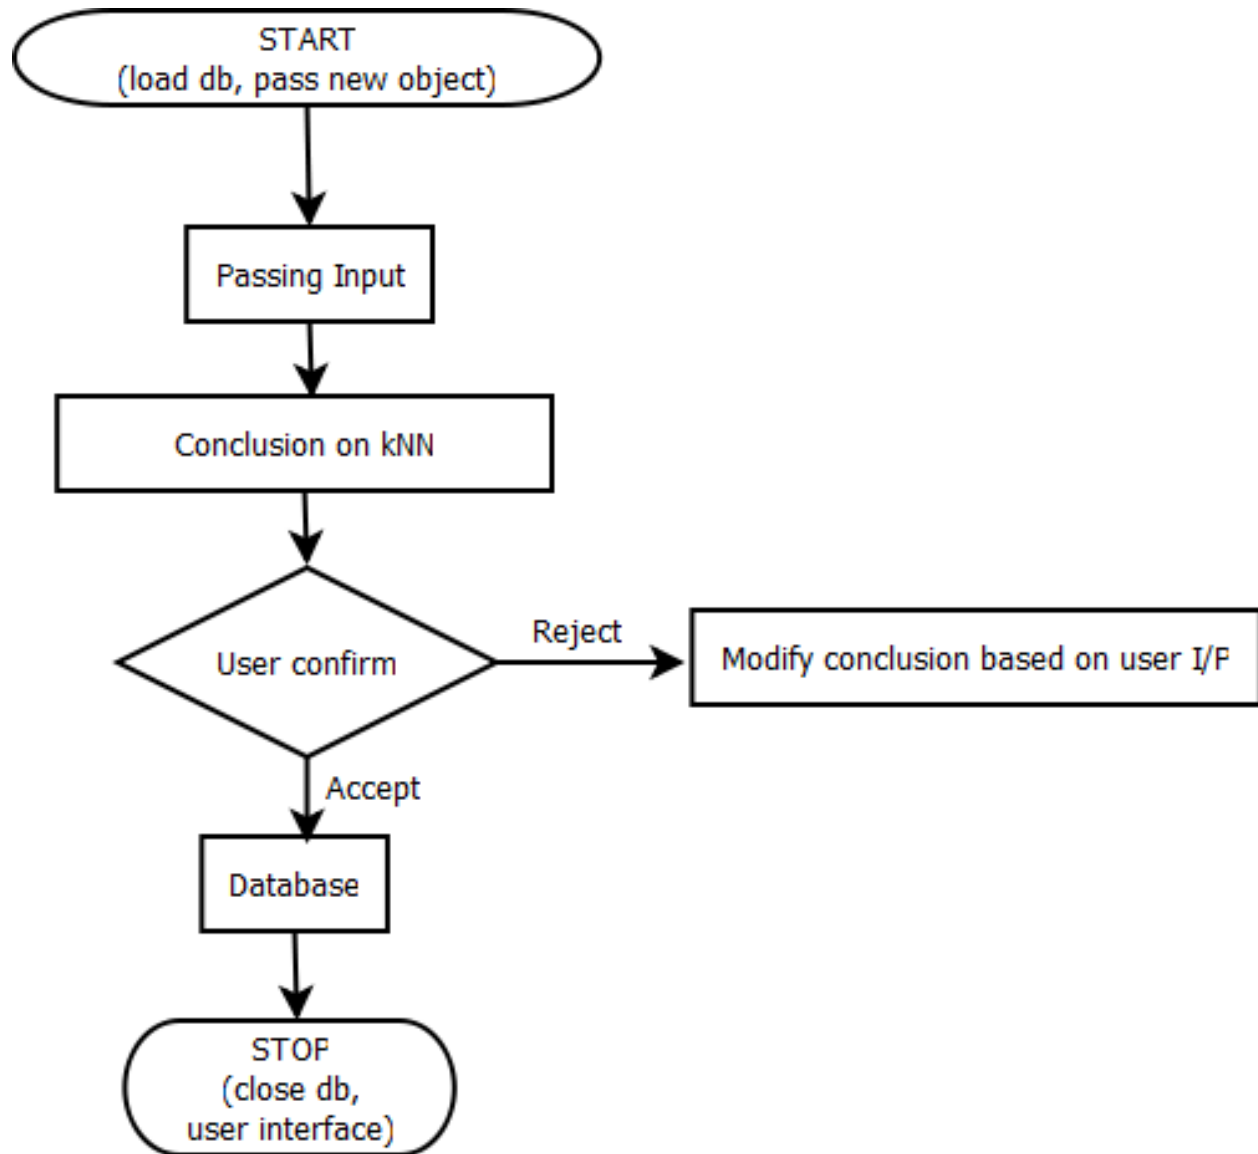 START
(load db, pass new object)
Passing Input
Conclusion on kNN
User confirm
Reject
Modify conclusion based on user I/P
Accept
Database
STOP
(close db,
user interface)